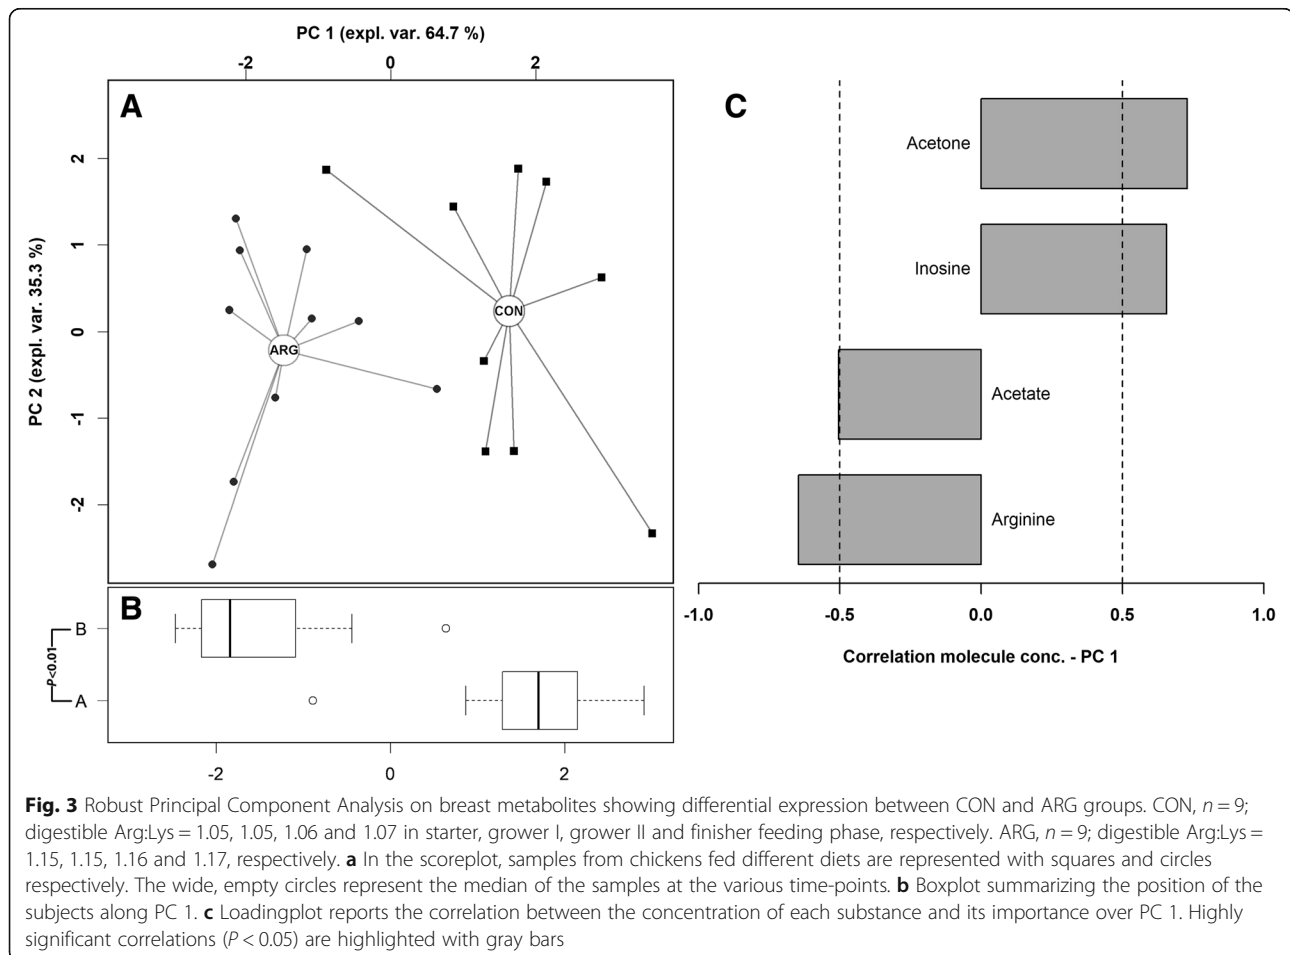 PC 1 (expl. var. 64.7 %)
-2 0 2
A
PC 2 (expl. var. 35.3 %)
2
1
0
-1
-2
CON
ARG
B
P<0.01
B
A
-2 0 2
C
Acetone
Inosine
Acetate
Arginine
-1.0 -0.5 0.0 0.5 1.0
Correlation molecule conc. - PC 1
Fig. 3 Robust Principal Component Analysis on breast metabolites showing differential expression between CON and ARG groups. CON, n = 9;
digestible Arg:Lys = 1.05, 1.05, 1.06 and 1.07 in starter, grower I, grower II and finisher feeding phase, respectively. ARG, n = 9; digestible Arg:Lys =
1.15, 1.15, 1.16 and 1.17, respectively. a In the scoreplot, samples from chickens fed different diets are represented with squares and circles
respectively. The wide, empty circles represent the median of the samples at the various time-points. b Boxplot summarizing the position of the
subjects along PC 1. c Loadingplot reports the correlation between the concentration of each substance and its importance over PC 1. Highly
significant correlations (P < 0.05) are highlighted with gray bars